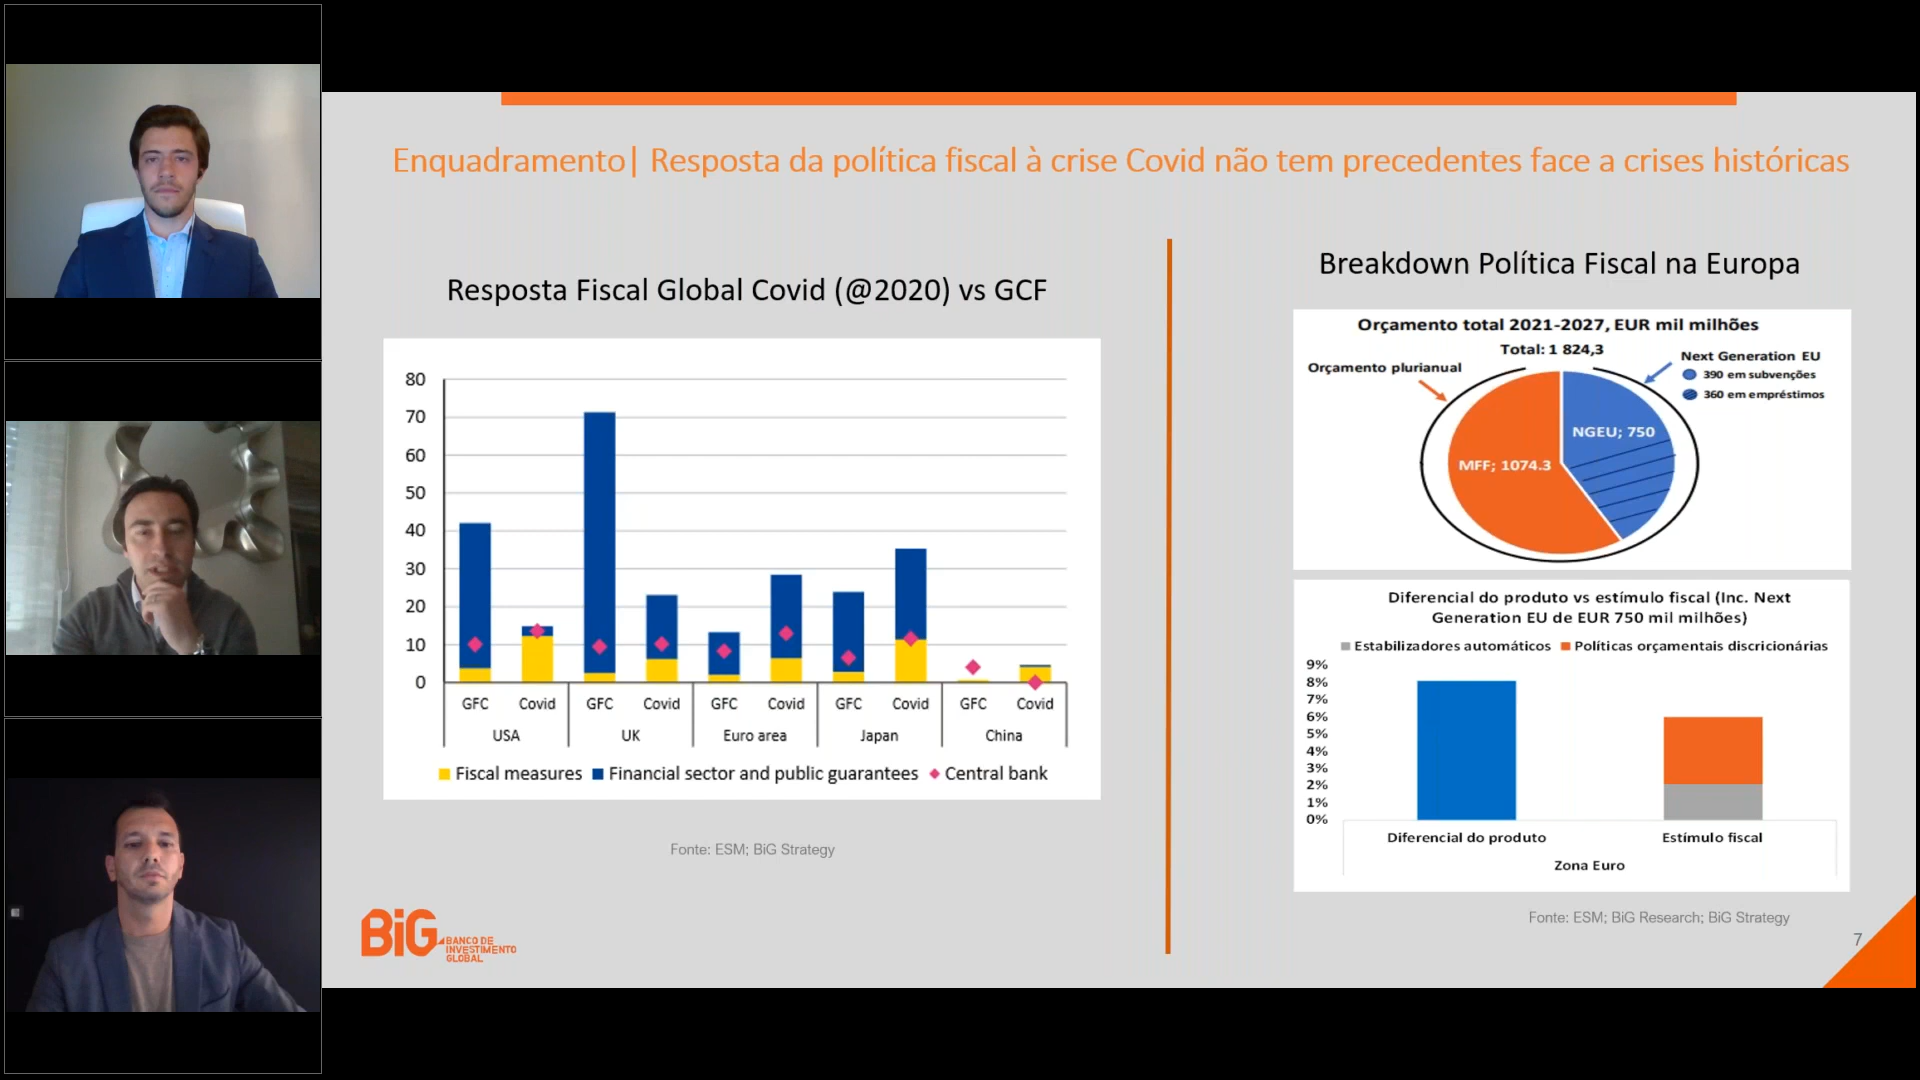 Enquadramento| Resposta da política fiscal à crise Covid não tem precedentes face a crises históricas
Resposta Fiscal Global Covid (@2020) vs GCF
80
70
60
50
40
30
20
10
0
GFC Covid GFC Covid GFC Covid GFC Covid GFC Covid
USA UK Euro area Japan China
Fiscal measures Financial sector and public guarantees Central bank
Fonte: ESM; BiG Strategy
Breakdown Política Fiscal na Europa
Orçamento total 2021-2027, EUR mil milhões
Total: 1 824,3
Orçamento plurianual
Next Generation EU
390 em subvenções
360 em empréstimos
NGEU; 750
MFF; 1074.3
Diferencial do produto vs estímulo fiscal (Inc. Next
Generation EU de EUR 750 mil milhões)
Estabilizadores automáticos Políticas orçamentais discricionárias
9%
8%
7%
6%
5%
4%
3%
2%
1%
0%
Diferencial do produto Estímulo fiscal
Zona Euro
Fonte: ESM; BiG Research; BiG Strategy
BiG BANCO DE
INVESTIMENTO
GLOBAL
7